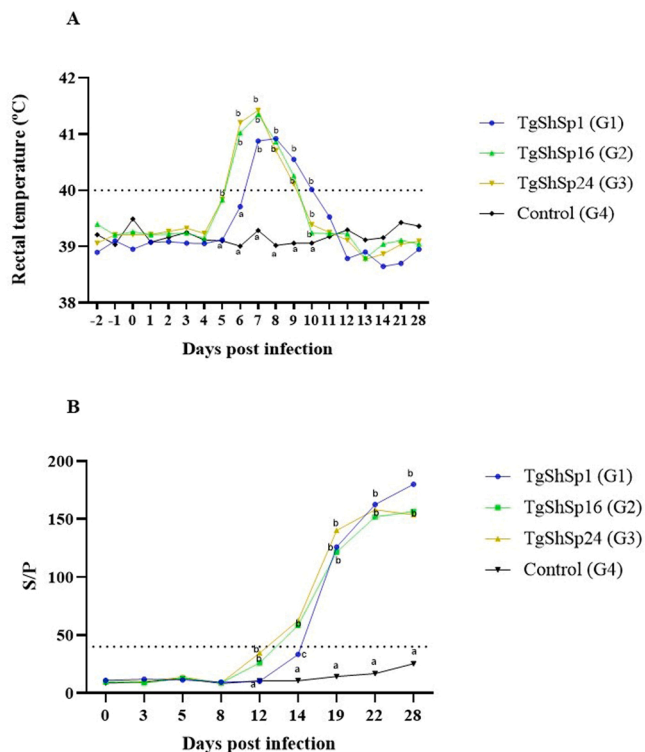 A
Rectal temperature (ºC)
42
41
40
39
38
-2 -1 0 1 2 3 4 5 6 7 8 9 10 11 12 13 14 21 28
Days post infection
TgShSp1 (G1)
TgShSp16 (G2)
TgShSp24 (G3)
Control (G4)
b b b b b b b b b b b b b
a a a a a a a
B
S/P
200
150
100
50
0
0 3 5 8 12 14 19 22 28
Days post infection
TgShSp1 (G1)
TgShSp16 (G2)
TgShSp24 (G3)
Control (G4)
b b b b b b b b b b
c
a a a a a a